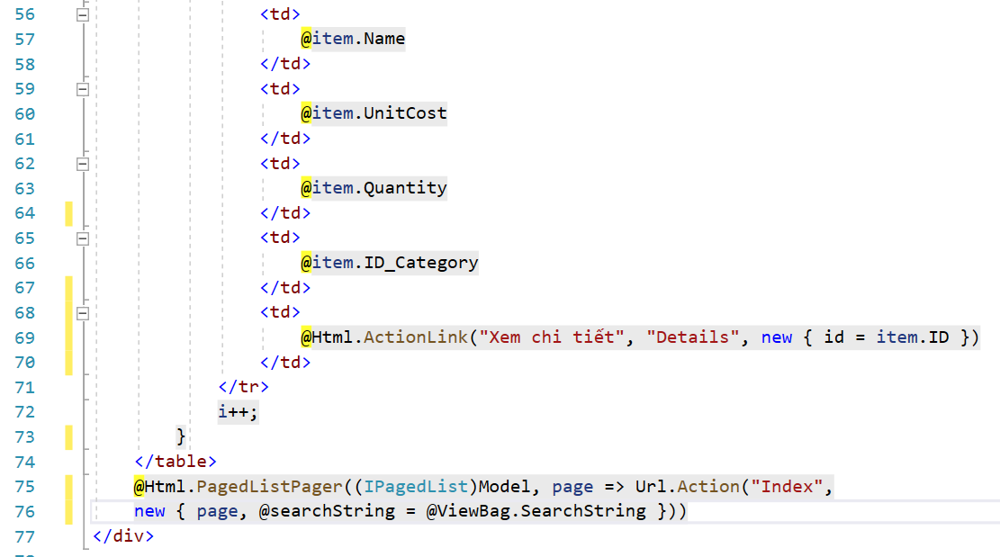 56 <td>
57 @item.Name
58 </td>
59 <td>
60 @item.UnitCost
61 </td>
62 <td>
63 @item.Quantity
64 </td>
65 <td>
66 @item.ID_Category
67 </td>
68 <td>
69 @Html.ActionLink("Xem chi tiết", "Details", new { id = item.ID })
70 </td>
71 </tr>
72 i++;
73 }
74 </table>
75 @Html.PagedListPager((IPagedList)Model, page => Url.Action("Index",
76 new { page, @searchString = @ViewBag.SearchString }))
77 </div>